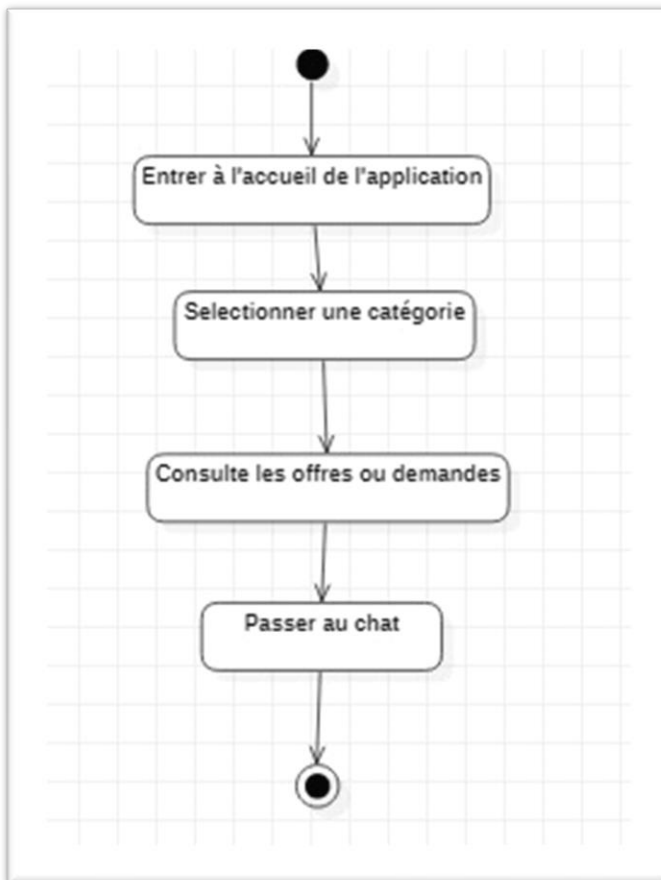 Entrer à l'accueil de l'application
Selectionner une catégorie
Consulte les offres ou demandes
Passer au chat